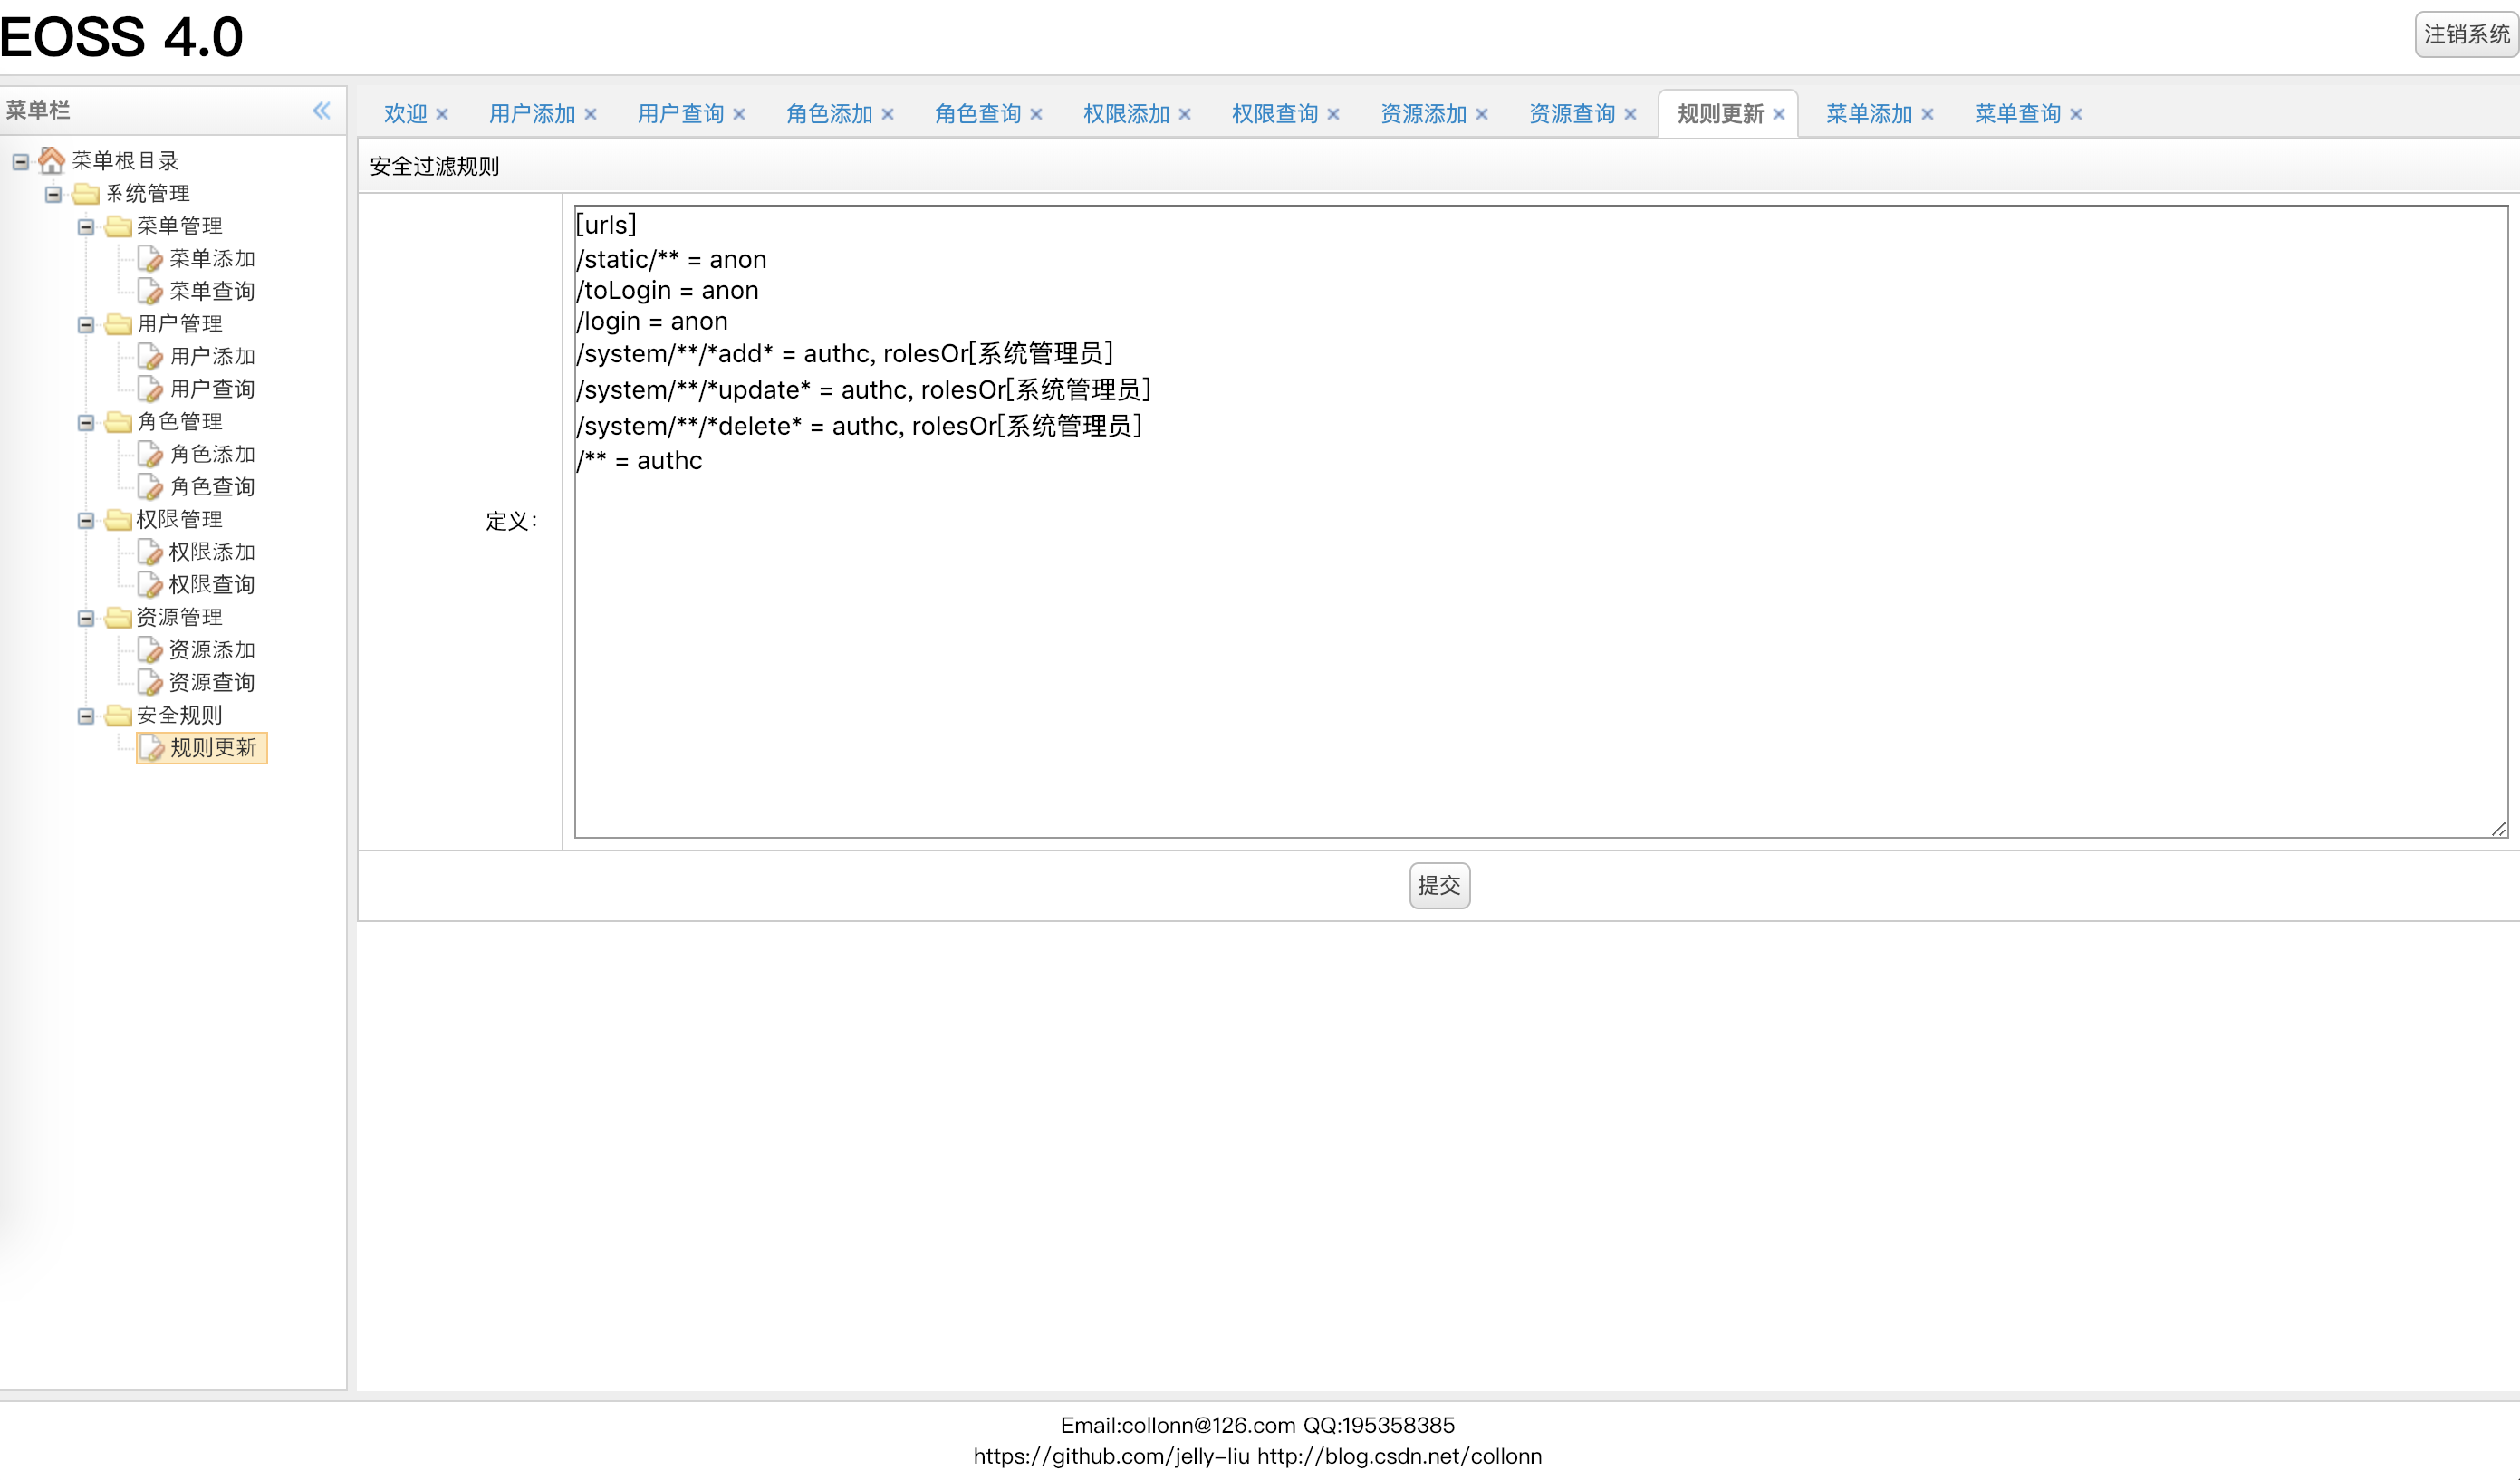 EOSS 4.0
注销系统
菜单栏
欢迎 用户添加 用户查询 角色添加 角色查询 权限添加 权限查询 资源添加 资源查询 规则更新 菜单添加 菜单查询
菜单根目录
系统管理
菜单管理
菜单添加
菜单查询
用户管理
用户添加
用户查询
角色管理
角色添加
角色查询
权限管理
权限添加
权限查询
资源管理
资源添加
资源查询
安全规则
规则更新
安全过滤规则
定义：
[urls]
/static/** = anon
/toLogin = anon
/login = anon
/system/**/*add* = authc, rolesOr[系统管理员]
/system/**/*update* = authc, rolesOr[系统管理员]
/system/**/*delete* = authc, rolesOr[系统管理员]
/** = authc
提交
Email:collonn@126.com QQ:195358385
https://github.com/jelly-liu http://blog.csdn.net/collonn